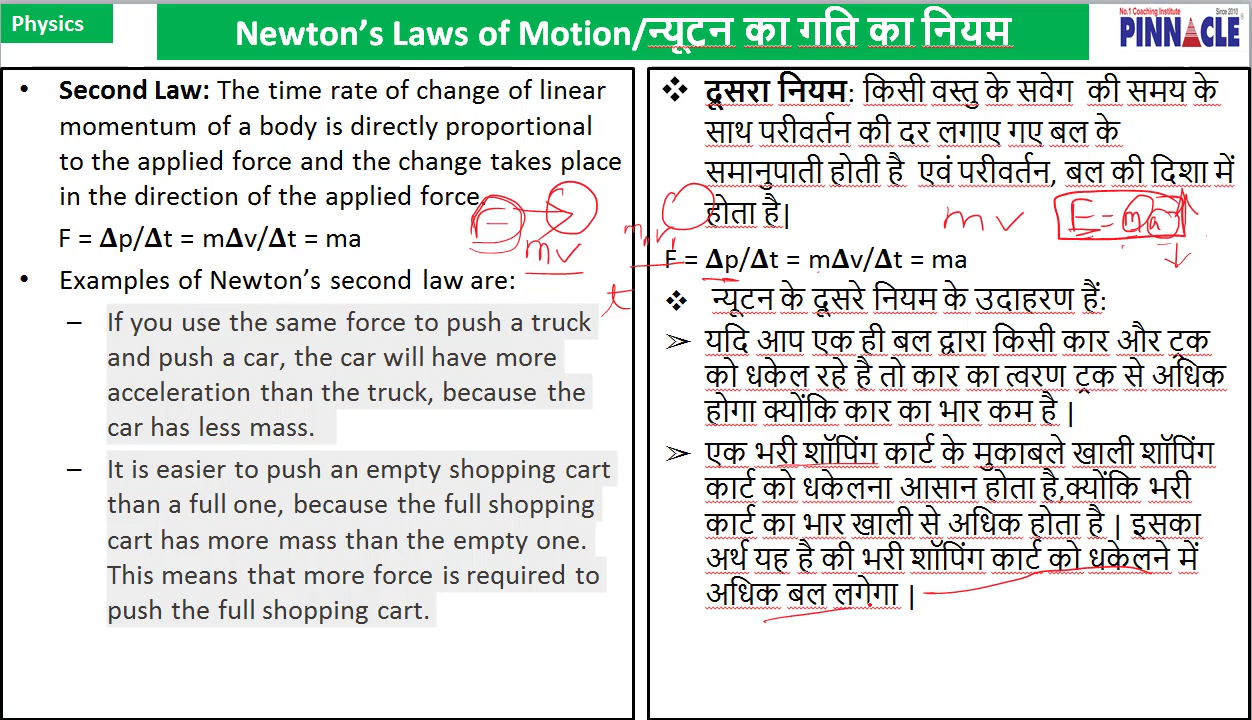 Physics
Newton's Laws of Motion/न्यूटन का गति का नियम
No.1 Coaching Institute
Since 2010
PINNACLE
• Second Law: The time rate of change of linear
momentum of a body is directly proportional
to the applied force and the change takes place
in the direction of the applied force.
F = Δp/Δt = mΔv/Δt = ma
• Examples of Newton's second law are:
– If you use the same force to push a truck
and push a car, the car will have more
acceleration than the truck, because the
car has less mass.
– It is easier to push an empty shopping cart
than a full one, because the full shopping
cart has more mass than the empty one.
This means that more force is required to
push the full shopping cart.
F
mv
mv₁
t
❖ दूसरा नियम: किसी वस्तु के सवेग की समय के
साथ परीवर्तन की दर लगाए गए बल के
समानुपाती होती है एवं परीवर्तन, बल की दिशा में
होता है।
mv
F = ma
F = Δp/Δt = mΔv/Δt = ma
❖ न्यूटन के दूसरे नियम के उदाहरण हैं:
➢ यदि आप एक ही बल द्वारा किसी कार और ट्रक
को धकेल रहे है तो कार का त्वरण ट्रक से अधिक
होगा क्योंकि कार का भार कम है।
➢ एक भरी शॉपिंग कार्ट के मुकाबले खाली शॉपिंग
कार्ट को धकेलना आसान होता है,क्योंकि भरी
कार्ट का भार खाली से अधिक होता है। इसका
अर्थ यह है की भरी शॉपिंग कार्ट को धकेलने में
अधिक बल लगेगा।